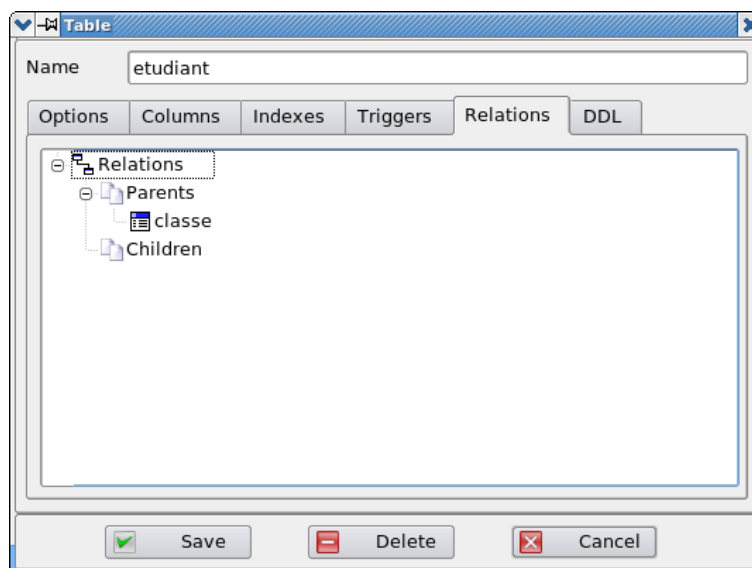 Table
Name etudiant
Options Columns Indexes Triggers Relations DDL
Relations
Parents
classe
Children
Save Delete Cancel